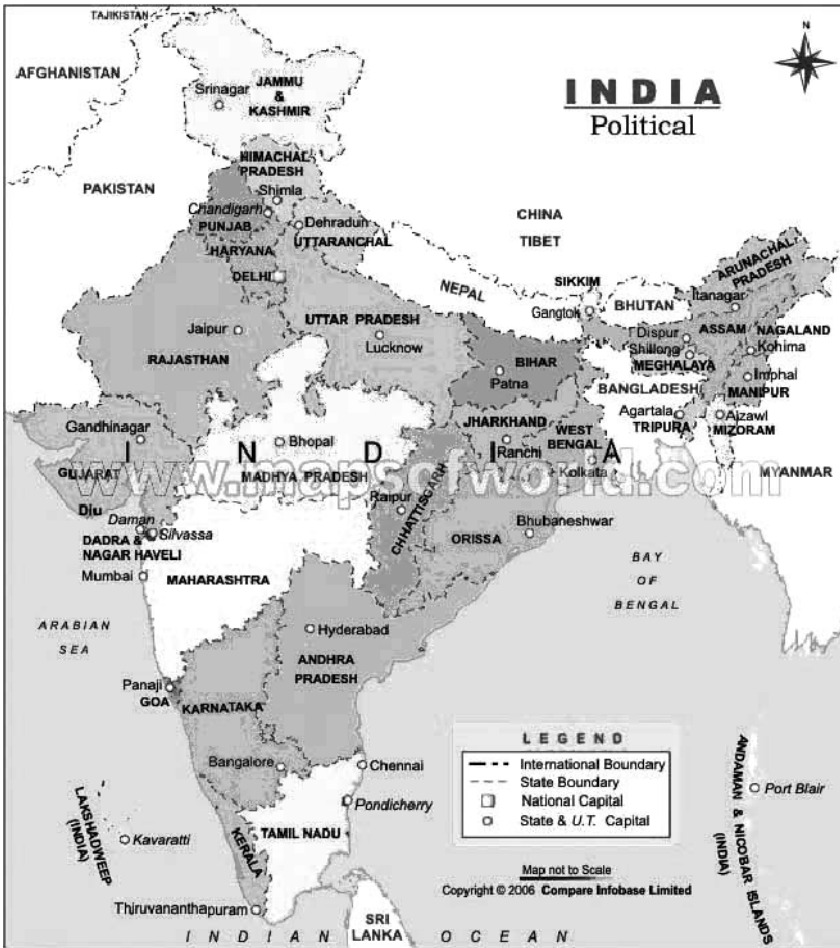 TAJIKISTAN
AFGHANISTAN
JAMMU
&
KASHMIR
Srinagar
N
INDIA
Political
HIMACHAL
PRADESH
Shimla
PAKISTAN
Chandigarh
PUNJAB
Dehradun
UTTARANCHAL
CHINA
TIBET
HARYANA
DELHI
NEPAL
SIKKIM
Gangtok
BHUTAN
ARUNACHAL
PRADESH
Itanagar
Jaipur
RAJASTHAN
UTTAR PRADESH
Lucknow
Dispur
ASSAM
NAGALAND
Shillong
Kohima
MEGHALAYA
BIHAR
Patna
Imphal
MANIPUR
BANGLADESH
Gandhinagar
I N D I A
Bhopal
MADHYA PRADESH
JHARKHAND
Ranchi
WEST
BENGAL
Kolkata
Agartala
TRIPURA
Aizawl
MIZORAM
GUJARAT
www.mapsofworld.com
MYANMAR
Diu
Daman
Silvassa
DADRA &
NAGAR HAVELI
Raipur
CHHATTISGARH
ORISSA
Bhubaneshwar
Mumbai
MAHARASHTRA
BAY
OF
BENGAL
ARABIAN
SEA
Hyderabad
ANDHRA
PRADESH
Panaji
GOA
KARNATAKA
Bangalore
Chennai
LEGEND
International Boundary
State Boundary
National Capital
State & U.T. Capital
ANDAMAN & NICOBAR ISLANDS
(INDIA)
Port Blair
LAKSHADWEEP
(INDIA)
Kavaratti
Pondicherry
TAMIL NADU
KERALA
Map not to Scale
Copyright © 2006 Compare Infobase Limited
Thiruvananthapuram
SRI
LANKA
INDIAN OCEAN